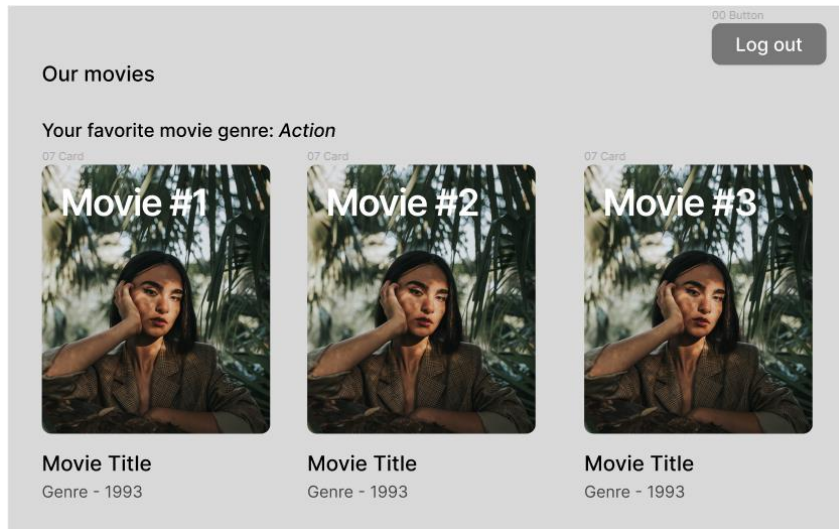 00 Button
Log out
Our movies
Your favorite movie genre: Action
07 Card
07 Card
07 Card
Movie #1
Movie #2
Movie #3
Movie Title
Movie Title
Movie Title
Genre - 1993
Genre - 1993
Genre - 1993